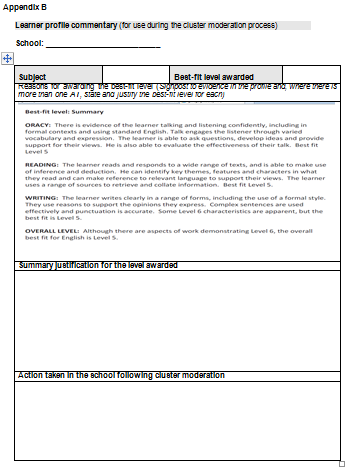 Appendix B
Learner profile commentary (for use during the cluster moderation process)
School: ____________________________
Subject
Best-fit level awarded
Reasons for awarding the best-fit level (Signpost to evidence in the profile and, where there is
more than one AT, state and justify the best-fit level for each)
Best-fit level: Summary
ORACY: There is evidence of the learner talking and listening confidently, including in
formal contexts and using standard English. Talk engages the listener through varied
vocabulary and expression. The learner is able to ask questions, develop ideas and provide
support for their views. He is also able to evaluate the effectiveness of their talk. Best fit
Level 5
READING: The learner reads and responds to a wide range of texts, and is able to make use
of inference and deduction. He can identify key themes, features and characters in what
they read and can make reference to relevant language to support their views. The learner
uses a range of sources to retrieve and collate information. Best fit Level 5.
WRITING: The learner writes clearly in a range of forms, including the use of a formal style.
They use reasons to support the opinions they express. Complex sentences are used
effectively and punctuation is accurate. Some Level 6 characteristics are apparent, but the
best fit is Level 5.
OVERALL LEVEL: Although there are aspects of work demonstrating Level 6, the overall
best fit for English is Level 5.
Summary justification for the level awarded
Action taken in the school following cluster moderation